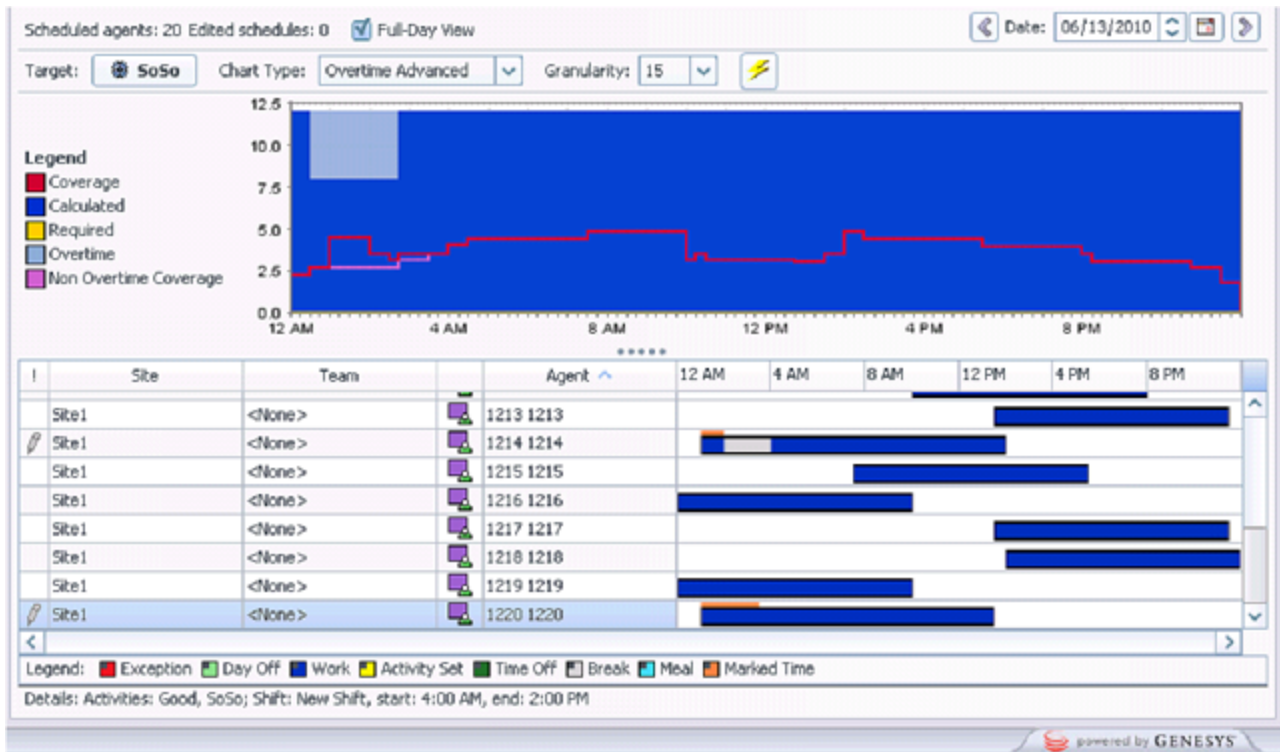 Scheduled agents: 20 Edited schedules: 0 Full-Day View Date: 06/13/2010
Target: SoSo Chart Type: Overtime Advanced Granularity: 15
12.5
10.0
7.5
5.0
2.5
0.0
Legend
Coverage
Calculated
Required
Overtime
Non Overtime Coverage
12 AM 4 AM 8 AM 12 PM 4 PM 8 PM
! Site Team Agent 12 AM 4 AM 8 AM 12 PM 4 PM 8 PM
Site1 <None> 1213 1213
Site1 <None> 1214 1214
Site1 <None> 1215 1215
Site1 <None> 1216 1216
Site1 <None> 1217 1217
Site1 <None> 1218 1218
Site1 <None> 1219 1219
Site1 <None> 1220 1220
Legend: Exception Day Off Work Activity Set Time Off Break Meal Marked Time
Details: Activities: Good, SoSo; Shift: New Shift, start: 4:00 AM, end: 2:00 PM
powered by GENESYS